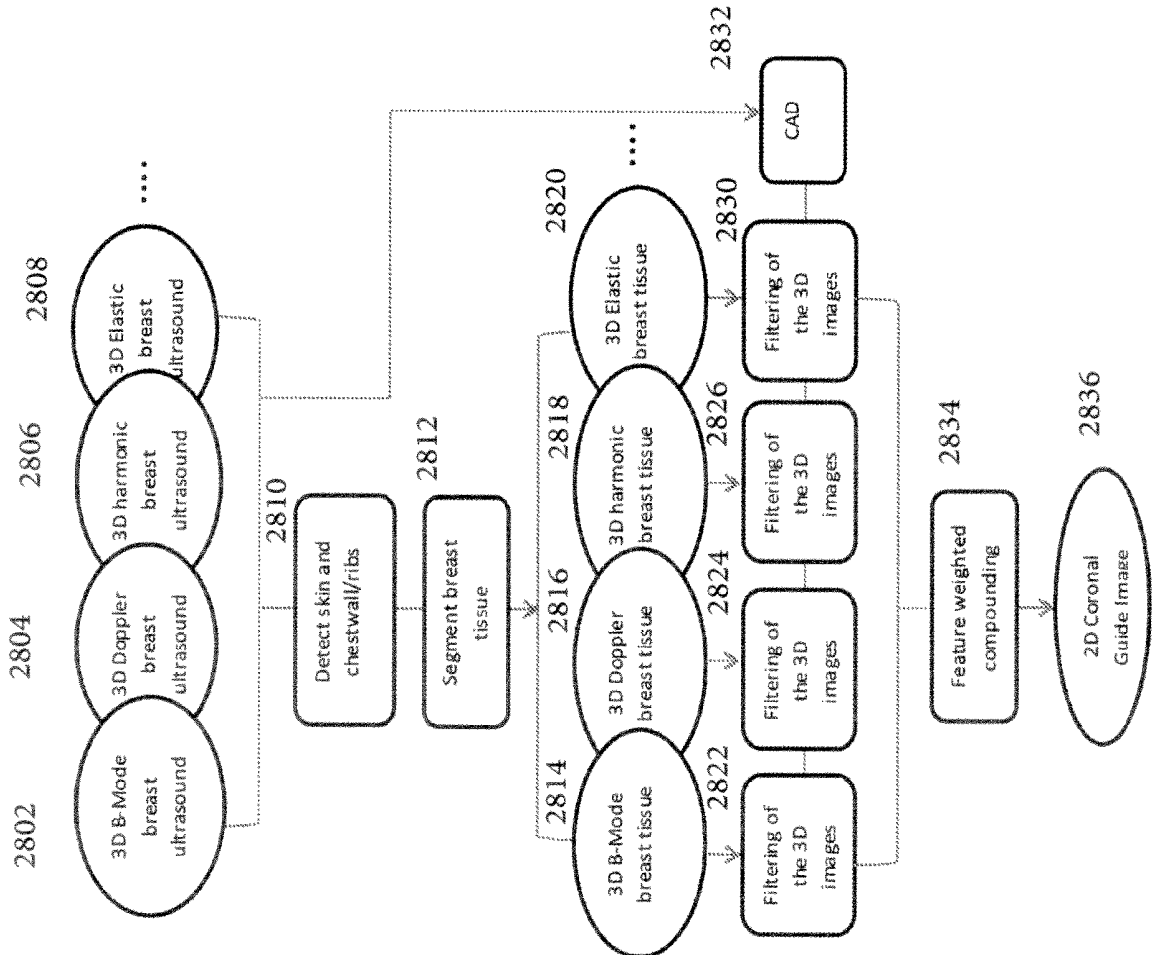 2802
2804
2806
2808
3D B-Mode
breast
ultrasound
3D Doppler
breast
ultrasound
3D harmonic
breast
ultrasound
3D Elastic
breast
ultrasound
....
2810
Detect skin and
chestwall/ribs
2812
Segment breast
tissue
2814
2816
2818
2820
3D B-Mode
breast tissue
3D Doppler
breast tissue
3D harmonic
breast tissue
3D Elastic
breast tissue
....
2822
2824
2826
2830
2832
Filtering of
the 3D
images
Filtering of
the 3D
images
Filtering of
the 3D
images
Filtering of
the 3D
images
CAD
2834
Feature weighted
compounding
2836
2D Coronal
Guide Image